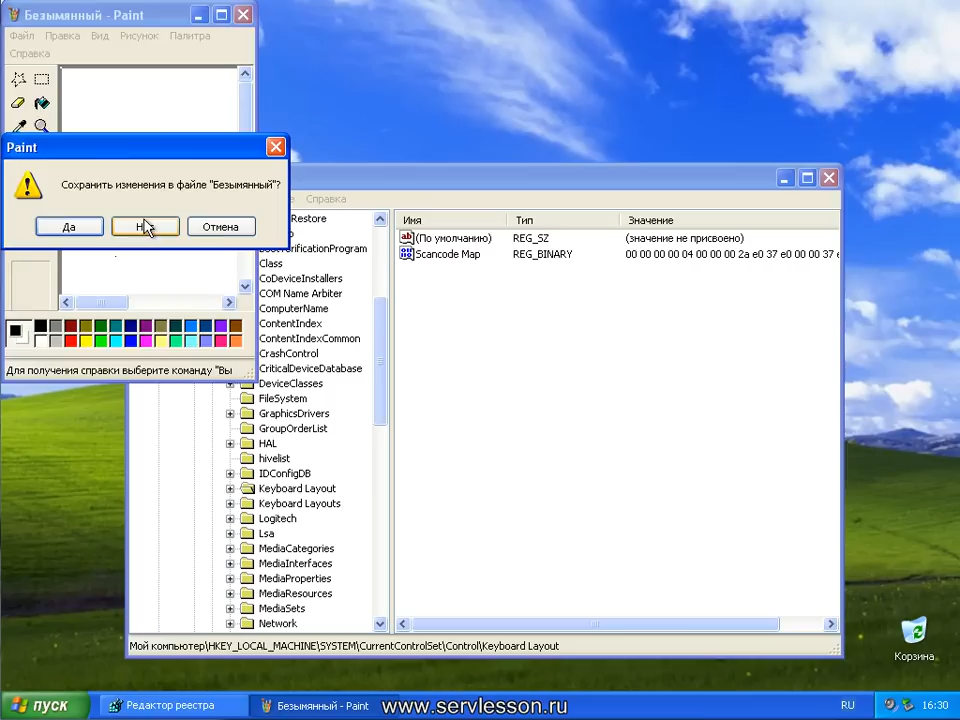 Безымянный - Paint
Файл Правка Вид Рисунок Палитра
Справка
Paint
Сохранить изменения в файле "Безымянный"?
Да
Отмена
Для получения справки выберите команду "Вы
Справка
Restore
VerificationProgram
Class
CoDeviceInstallers
COM Name Arbiter
ComputerName
ContentIndex
ContentIndexCommon
CrashControl
CriticalDeviceDatabase
DeviceClasses
FileSystem
GraphicsDrivers
GroupOrderList
HAL
hivelist
IDConfigDB
Keyboard Layout
Keyboard Layouts
Logitech
Lsa
MediaCategories
MediaInterfaces
MediaProperties
MediaResources
MediaSets
Network
Имя Тип Значение
ab (По умолчанию) REG_SZ (значение не присвоено)
Scancode Map REG_BINARY 00 00 00 00 04 00 00 00 2a e0 37 e0 00 00 37 e
Мой компьютер\HKEY_LOCAL_MACHINE\SYSTEM\CurrentControlSet\Control\Keyboard Layout
Корзина
пуск
Редактор реестра
Безымянный - Paint
www.servlesson.ru
RU
16:30